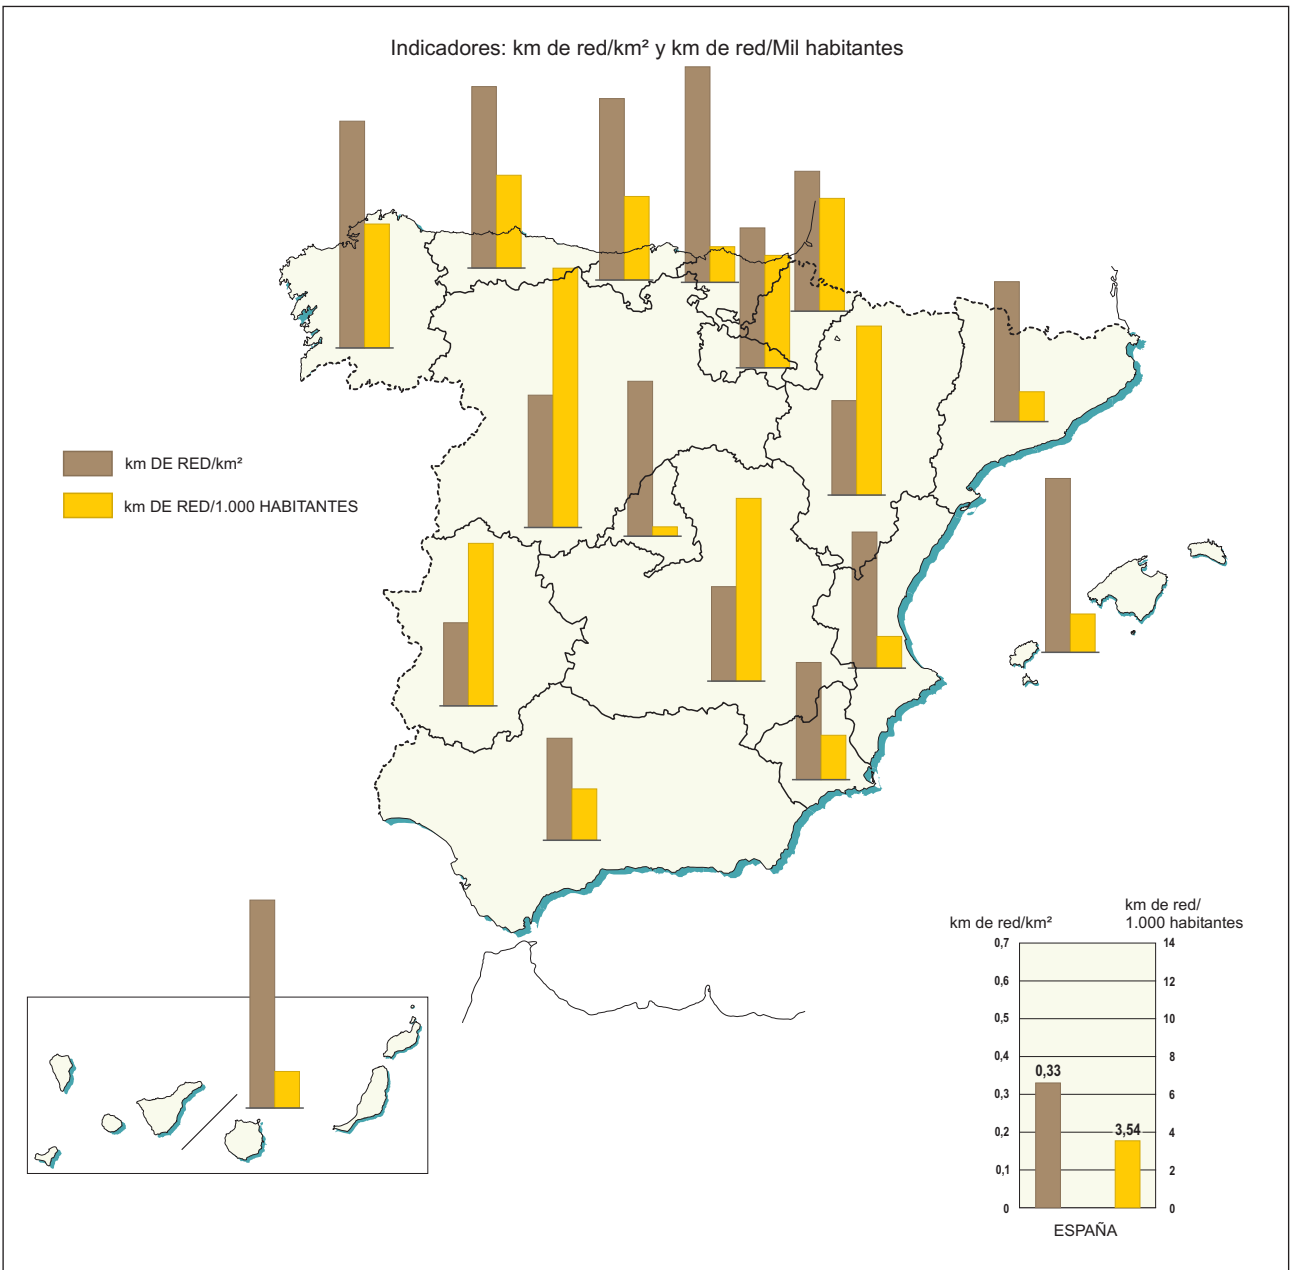 Indicadores: km de red/km² y km de red/Mil habitantes
km DE RED/km²
km DE RED/1.000 HABITANTES
km de red/km²
km de red/
1.000 habitantes
0,7
14
0,6
12
0,5
10
0,4
8
0,33
0,3
6
3,54
0,2
4
0,1
2
0
0
ESPAÑA